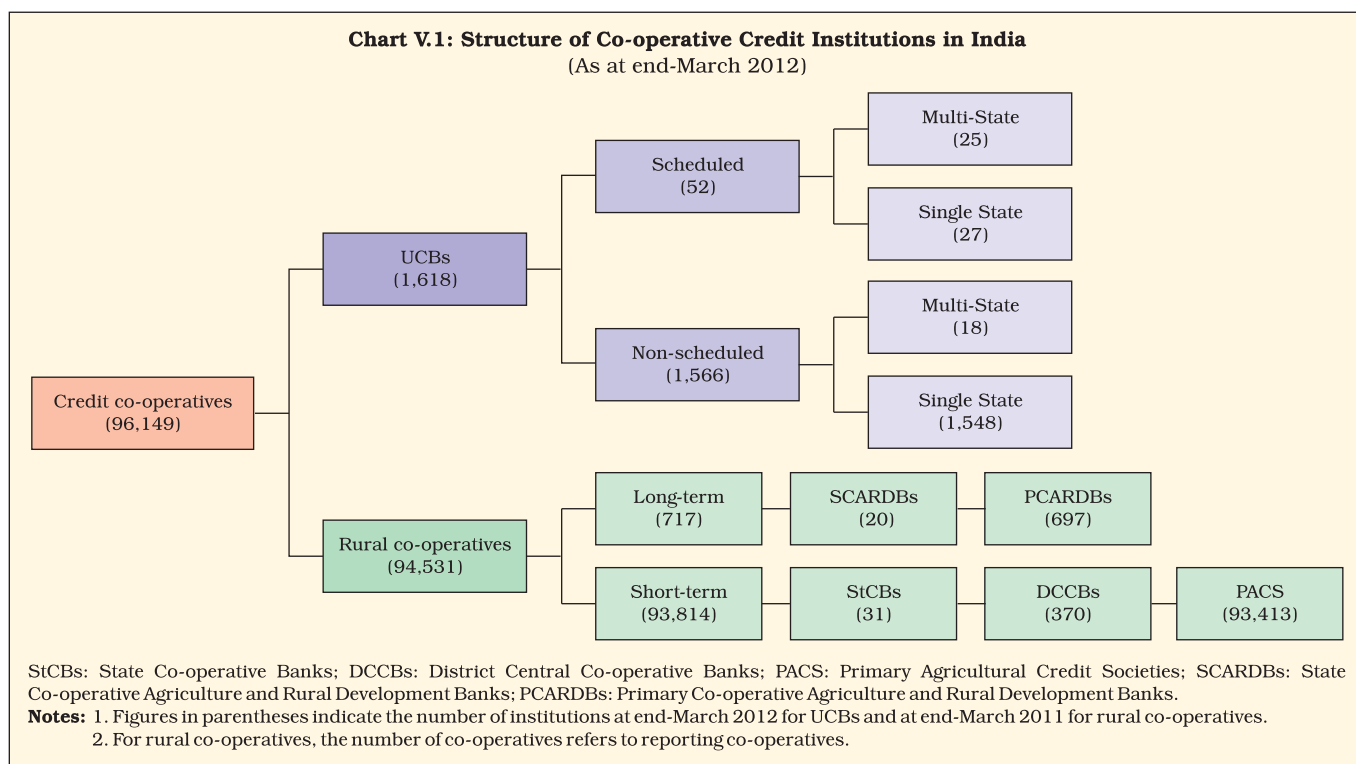 Chart V.1: Structure of Co-operative Credit Institutions in India
(As at end-March 2012)
Credit co-operatives
(96,149)
UCBs
(1,618)
Scheduled
(52)
Multi-State
(25)
Single State
(27)
Non-scheduled
(1,566)
Multi-State
(18)
Single State
(1,548)
Rural co-operatives
(94,531)
Long-term
(717)
SCARDBs
(20)
PCARDBs
(697)
Short-term
(93,814)
StCBs
(31)
DCCBs
(370)
PACS
(93,413)
StCBs: State Co-operative Banks; DCCBs: District Central Co-operative Banks; PACS: Primary Agricultural Credit Societies; SCARDBs: State
Co-operative Agriculture and Rural Development Banks; PCARDBs: Primary Co-operative Agriculture and Rural Development Banks.
Notes: 1. Figures in parentheses indicate the number of institutions at end-March 2012 for UCBs and at end-March 2011 for rural co-operatives.
2. For rural co-operatives, the number of co-operatives refers to reporting co-operatives.